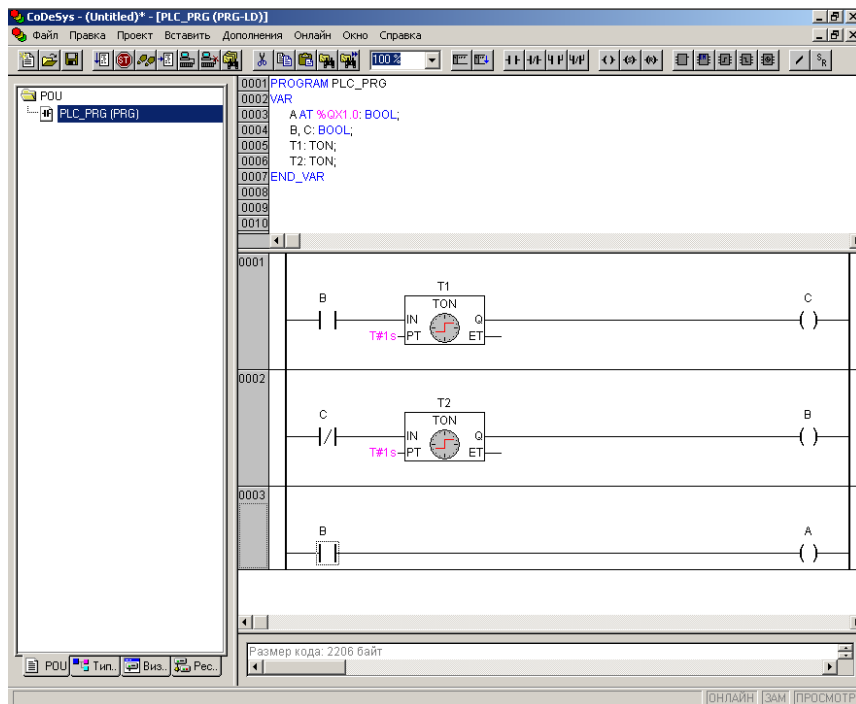 CoDeSys - (Untitled)* - [PLC_PRG (PRG-LD)]
Файл Правка Проект Вставить Дополнения Онлайн Окно Справка
100 %
POU
PLC_PRG (PRG)
0001 PROGRAM PLC_PRG
0002 VAR
0003 A AT %QX1.0: BOOL;
0004 B, C: BOOL;
0005 T1: TON;
0006 T2: TON;
0007 END_VAR
0008
0009
0010
0001
T1
B TON C
IN Q
T#1s PT ET
0002
T2
C TON B
IN Q
T#1s PT ET
0003
B A
Размер кода: 2206 байт
POU Тип.. Виз.. Рес..
ОНЛАЙН ЗАМ ПРОСМОТР